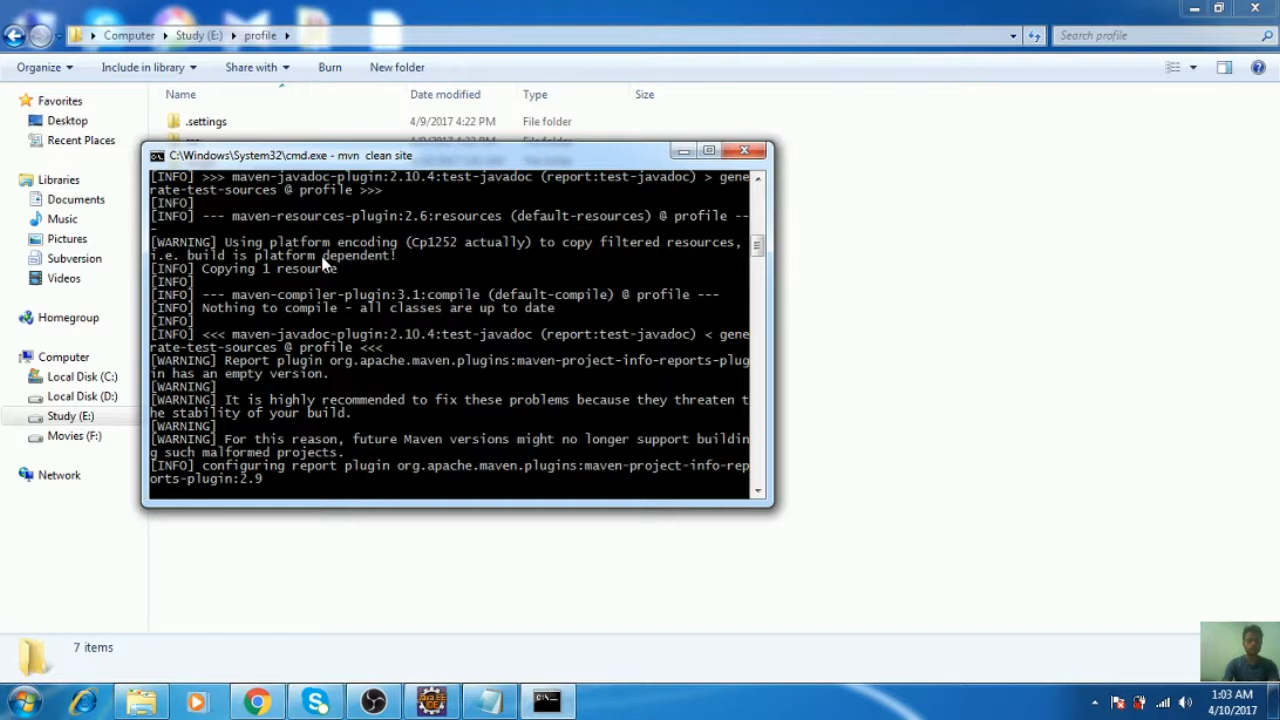 Computer Study (E:) profile
Search profile
Organize Include in library Share with Burn New folder
Name Date modified Type Size
Favorites
Desktop
Recent Places
Libraries
Documents
Music
Pictures
Subversion
Videos
Homegroup
Computer
Local Disk (C:)
Local Disk (D:)
Study (E:)
Movies (F:)
Network
.settings 4/9/2017 4:22 PM File folder
C:\Windows\System32\cmd.exe - mvn clean site
[INFO] >>> maven-javadoc-plugin:2.10.4:test-javadoc (report:test-javadoc) > gene
rate-test-sources @ profile >>>
[INFO]
[INFO] --- maven-resources-plugin:2.6:resources (default-resources) @ profile --
-
[WARNING] Using platform encoding (Cp1252 actually) to copy filtered resources,
i.e. build is platform dependent!
[INFO] Copying 1 resource
[INFO]
[INFO] --- maven-compiler-plugin:3.1:compile (default-compile) @ profile ---
[INFO] Nothing to compile - all classes are up to date
[INFO]
[INFO] <<< maven-javadoc-plugin:2.10.4:test-javadoc (report:test-javadoc) < gene
rate-test-sources @ profile <<<
[WARNING] Report plugin org.apache.maven.plugins:maven-project-info-reports-plug
in has an empty version.
[WARNING]
[WARNING] It is highly recommended to fix these problems because they threaten t
he stability of your build.
[WARNING]
[WARNING] For this reason, future Maven versions might no longer support buildin
g such malformed projects.
[INFO] configuring report plugin org.apache.maven.plugins:maven-project-info-rep
orts-plugin:2.9
7 items
1:03 AM
4/10/2017